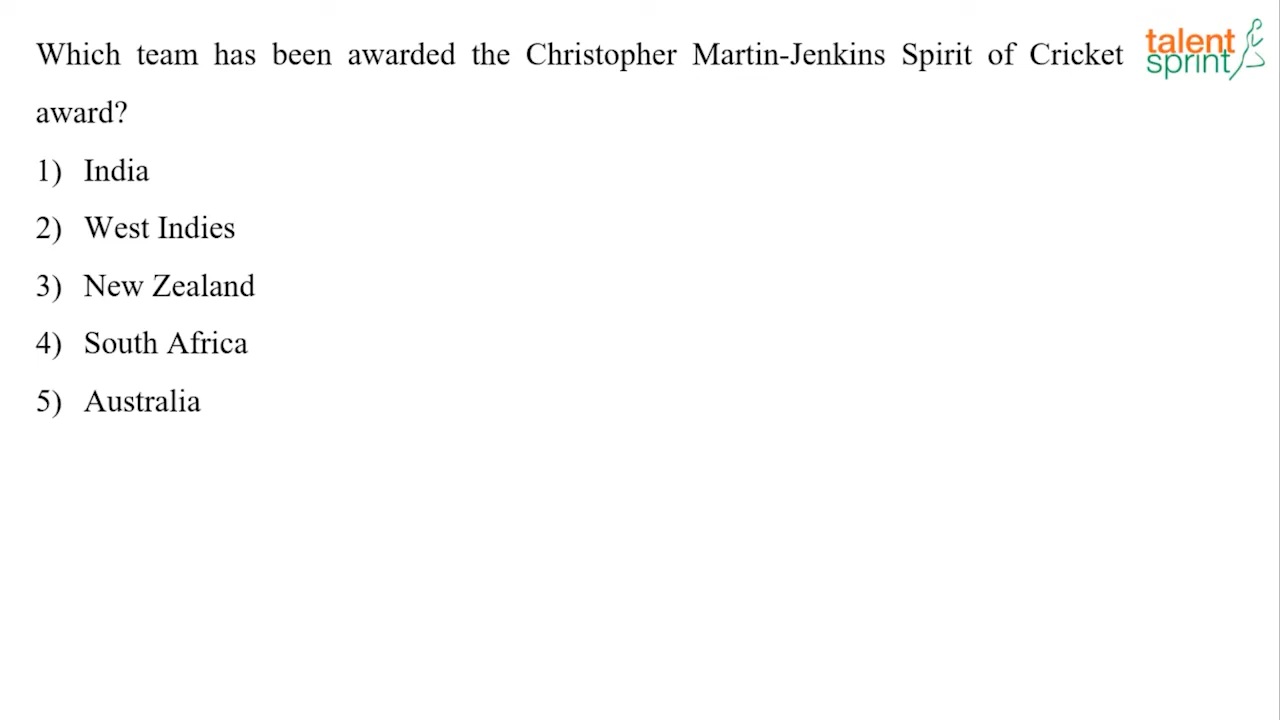 Which team has been awarded the Christopher Martin-Jenkins Spirit of Cricket
award?
1) India
2) West Indies
3) New Zealand
4) South Africa
5) Australia
talent
sprint